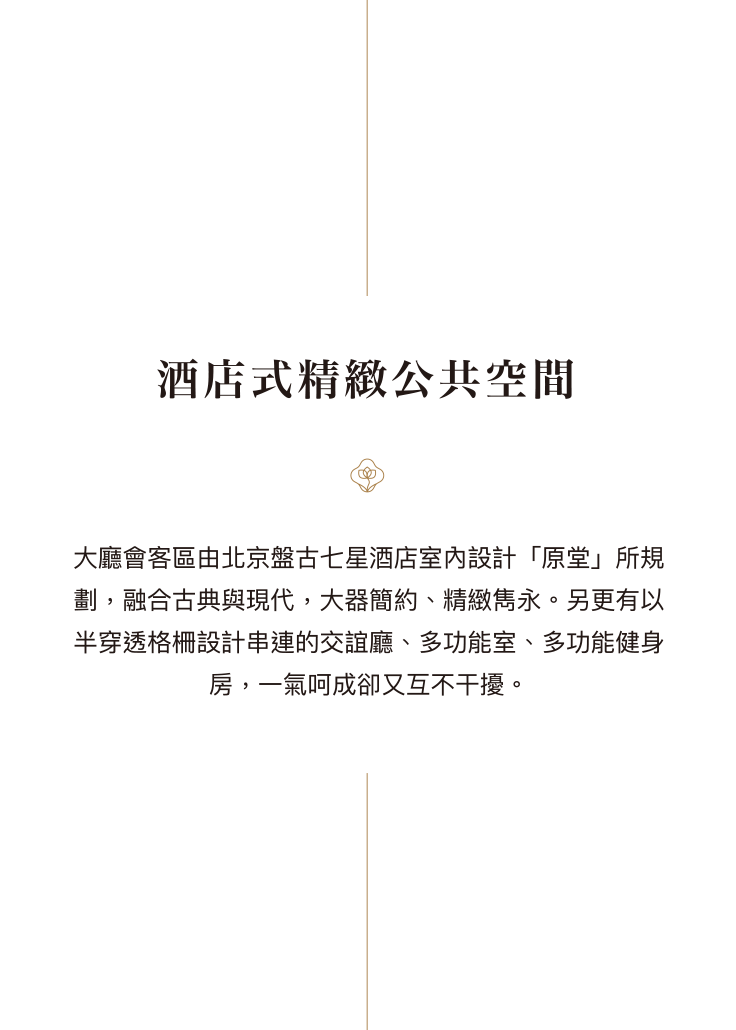 酒店式精緻公共空間
大廳會客區由北京盤古七星酒店室內設計「原堂」所規
劃，融合古典與現代，大器簡約、精緻雋永。另更有以
半穿透格柵設計串連的交誼廳、多功能室、多功能健身
房，一氣呵成卻又互不干擾。